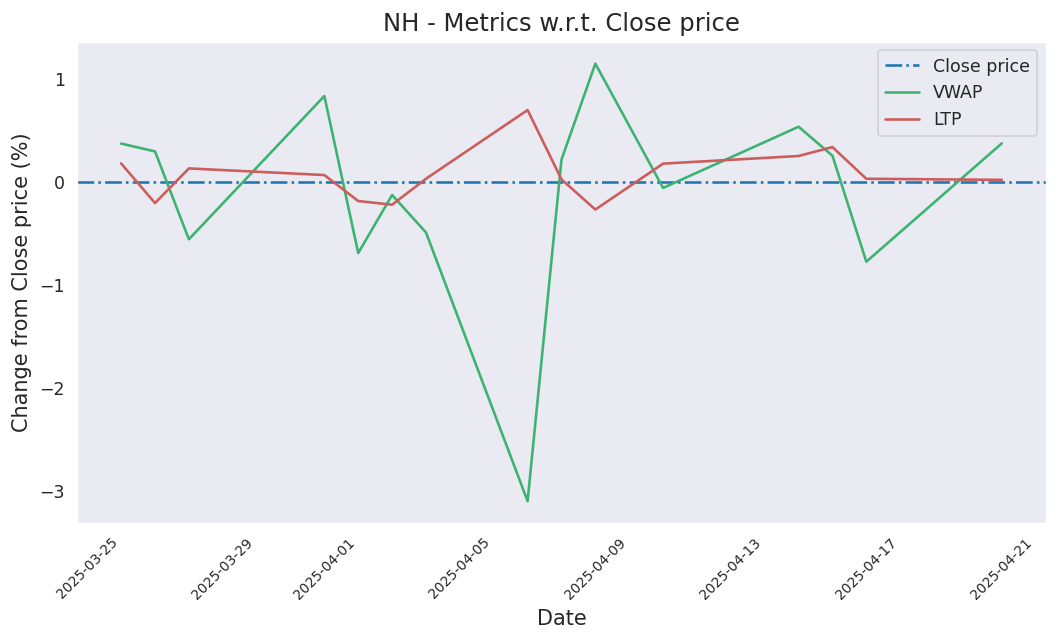 NH - Metrics w.r.t. Close price
Close price
VWAP
LTP
Change from Close price (%)
1
0
−1
−2
−3
2025-03-25
2025-03-29
2025-04-01
2025-04-05
2025-04-09
2025-04-13
2025-04-17
2025-04-21
Date